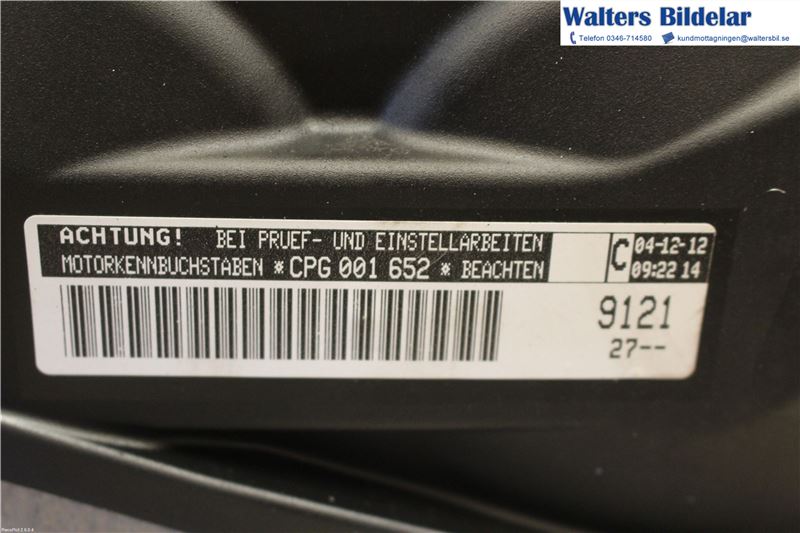 Walters Bildelar
Telefon 0346-714580 kundmottagningen@waltersbil.se
ACHTUNG! BEI PRUEF- UND EINSTELLARBEITEN
MOTORKENNBUCHSTABEN *CPG 001 652* BEACHTEN
C
04-12-12
09:22 14
9121
27--